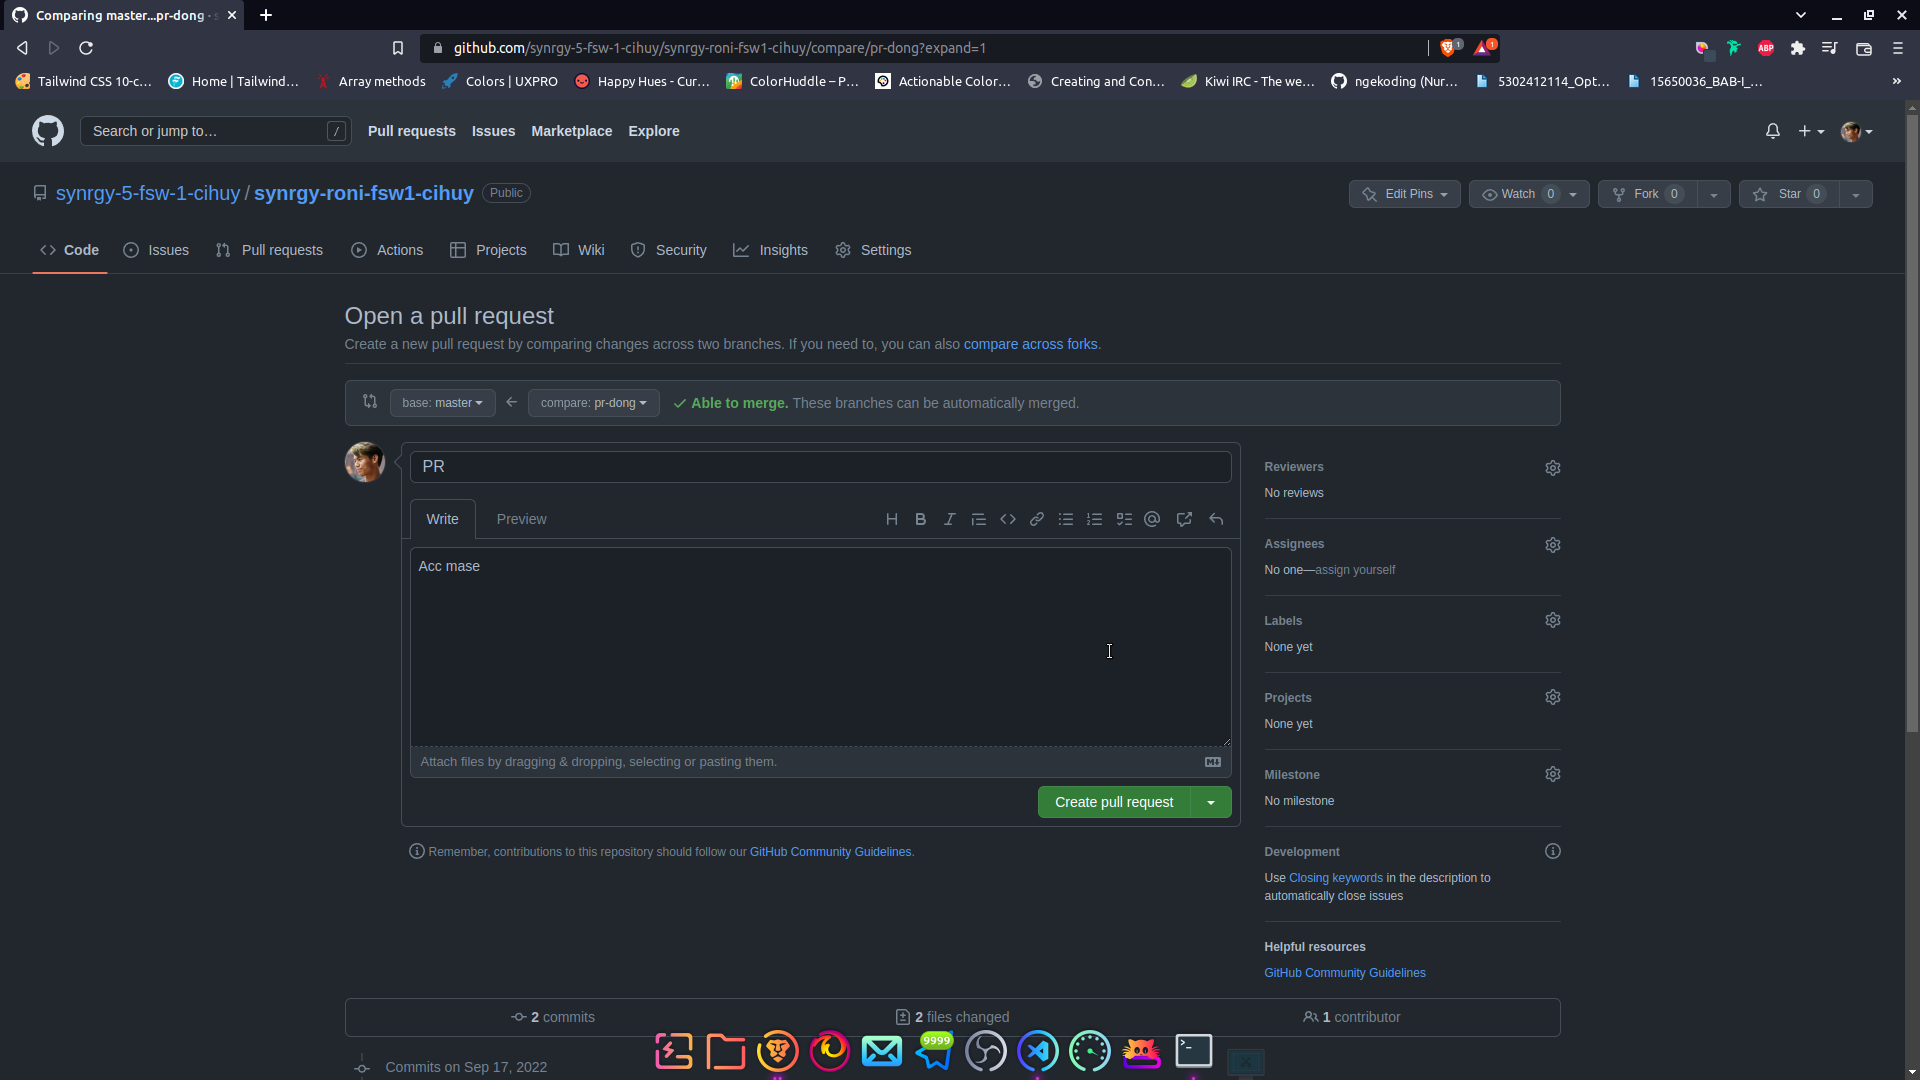 Comparing master...pr-dong · s
github.com/synrgy-5-fsw-1-cihuy/synrgy-roni-fsw1-cihuy/compare/pr-dong?expand=1
1
1
ABP
Tailwind CSS 10-c...
Home | Tailwind...
Array methods
Colors | UXPRO
Happy Hues - Cur...
ColorHuddle – P...
Actionable Color...
Creating and Con...
Kiwi IRC - The we...
ngekoding (Nur...
5302412114_Opt...
15650036_BAB-I_...
»
Search or jump to… /
Pull requests
Issues
Marketplace
Explore
synrgy-5-fsw-1-cihuy / synrgy-roni-fsw1-cihuy Public
Edit Pins
Watch 0
Fork 0
Star 0
Code
Issues
Pull requests
Actions
Projects
Wiki
Security
Insights
Settings
Open a pull request
Create a new pull request by comparing changes across two branches. If you need to, you can also compare across forks.
base: master
compare: pr-dong
Able to merge. These branches can be automatically merged.
PR
Write
Preview
Acc mase
Attach files by dragging & dropping, selecting or pasting them.
Create pull request
Remember, contributions to this repository should follow our GitHub Community Guidelines.
Reviewers
No reviews
Assignees
No one—assign yourself
Labels
None yet
Projects
None yet
Milestone
No milestone
Development
Use Closing keywords in the description to
automatically close issues
Helpful resources
GitHub Community Guidelines
2 commits
2 files changed
1 contributor
9999
Commits on Sep 17, 2022